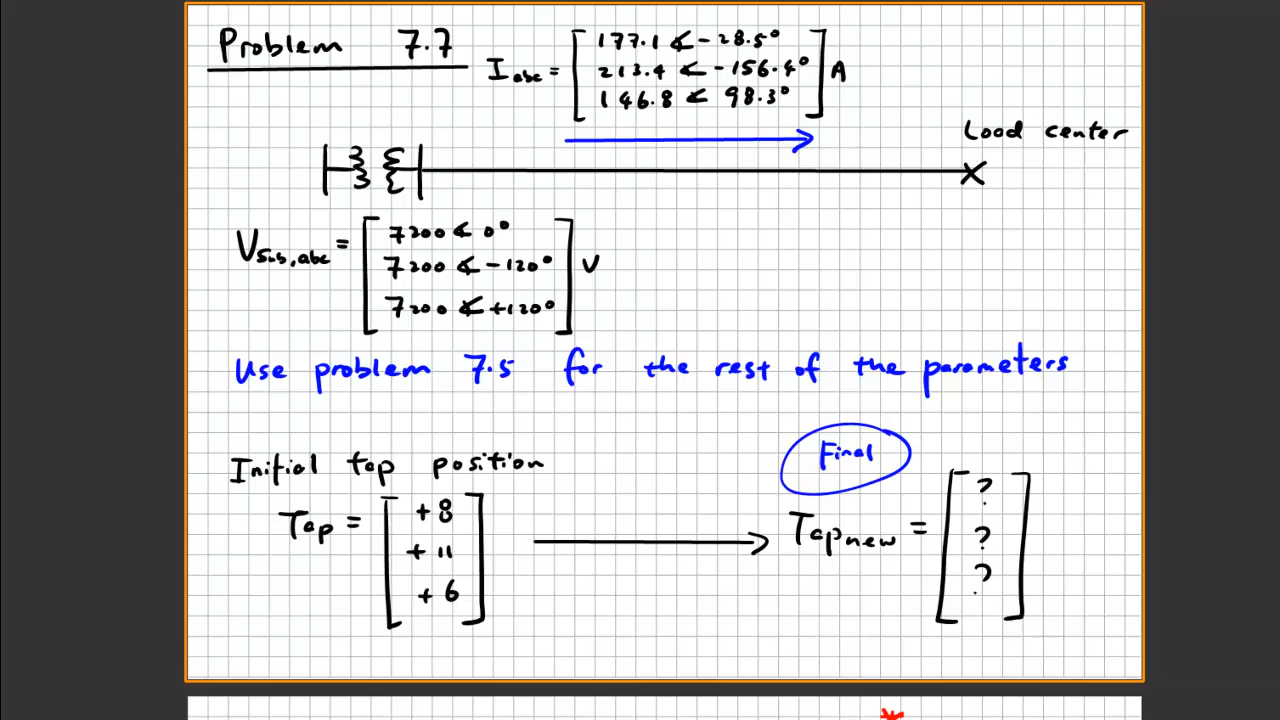 Problem 7.7
I abc = [ 177.1 ∠ -28.5°
213.4 ∠ -156.4°
146.8 ∠ 98.3° ] A
Load center
Vsub,abc = [ 7200 ∠ 0°
7200 ∠ -120°
7200 ∠ +120° ] V
Use problem 7.5 for the rest of the parameters
Final
Initial tap position
Tap = [ +8
+11
+6 ]
Tapnew = [ ?
?
? ]